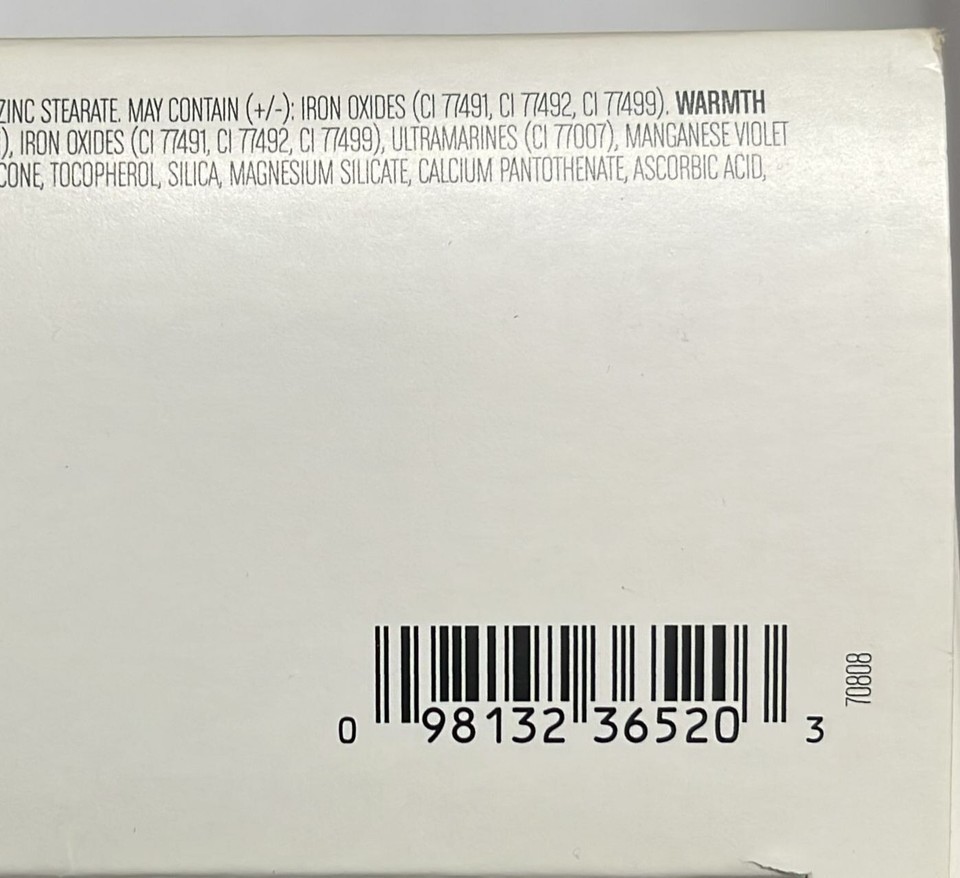 ZINC STEARATE. MAY CONTAIN (+/-): IRON OXIDES (CI 77491, CI 77492, CI 77499). WARMTH
), IRON OXIDES (CI 77491, CI 77492, CI 77499), ULTRAMARINES (CI 77007), MANGANESE VIOLET
CONE, TOCOPHEROL, SILICA, MAGNESIUM SILICATE, CALCIUM PANTOTHENATE, ASCORBIC ACID,
0 98132 36520 3
70808